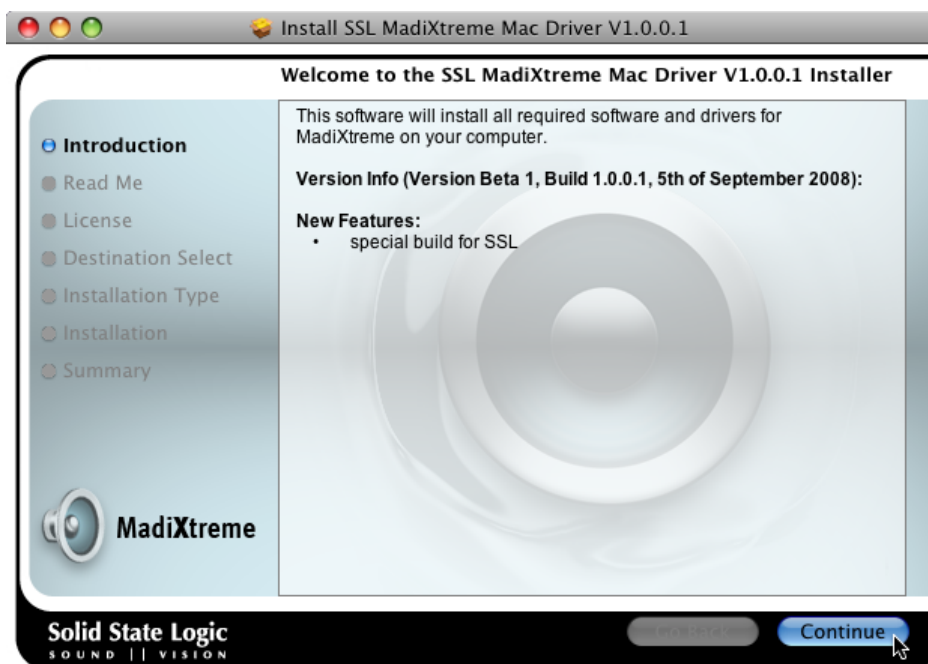 Install SSL MadiXtreme Mac Driver V1.0.0.1
Welcome to the SSL MadiXtreme Mac Driver V1.0.0.1 Installer
Introduction
Read Me
License
Destination Select
Installation Type
Installation
Summary
This software will install all required software and drivers for
MadiXtreme on your computer.
Version Info (Version Beta 1, Build 1.0.0.1, 5th of September 2008):
New Features:
• special build for SSL
MadiXtreme
Solid State Logic
SOUND || VISION
Go Back
Continue